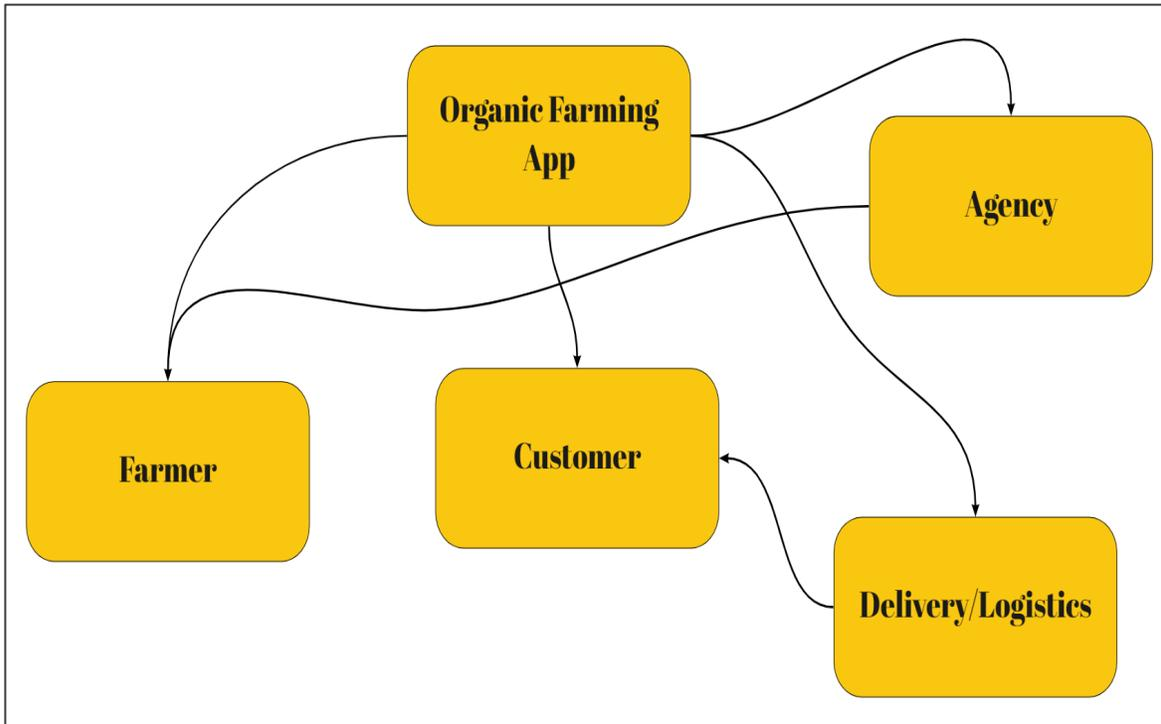 Organic Farming
App
Agency
Farmer
Customer
Delivery/Logistics